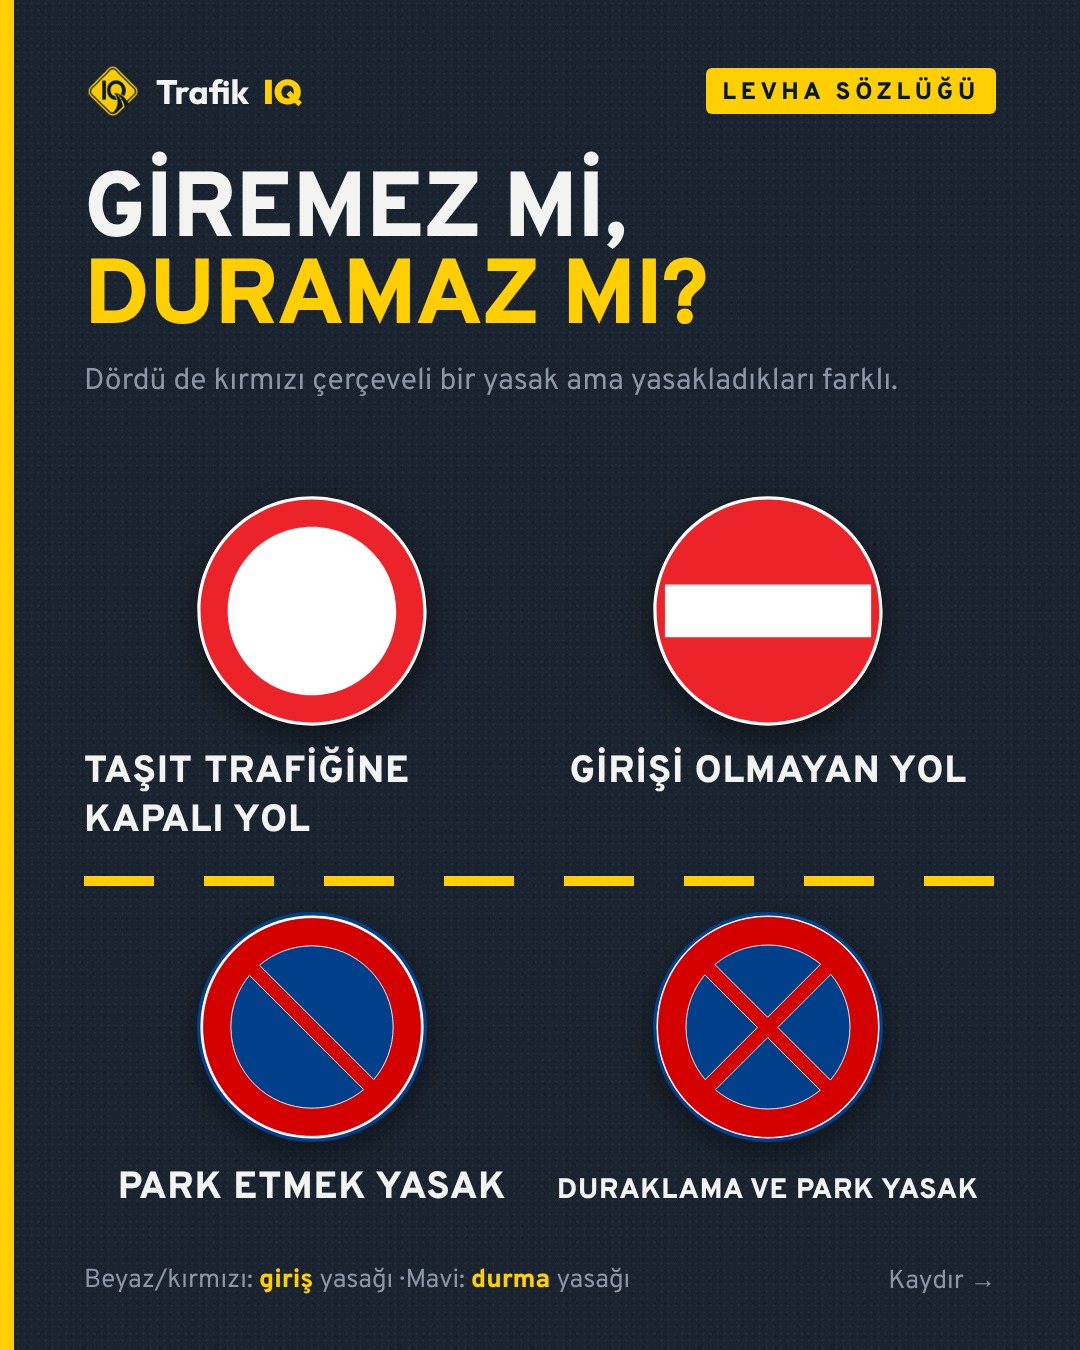 IQ Trafik IQ
LEVHA SÖZLÜĞÜ
GİREMEZ Mİ,
DURAMAZ MI?
Dördü de kırmızı çerçeveli bir yasak ama yasakladıkları farklı.
TAŞIT TRAFİĞİNE
KAPALI YOL
GİRİŞİ OLMAYAN YOL
PARK ETMEK YASAK
DURAKLAMA VE PARK YASAK
Beyaz/kırmızı: giriş yasağı ·Mavi: durma yasağı
Kaydır →